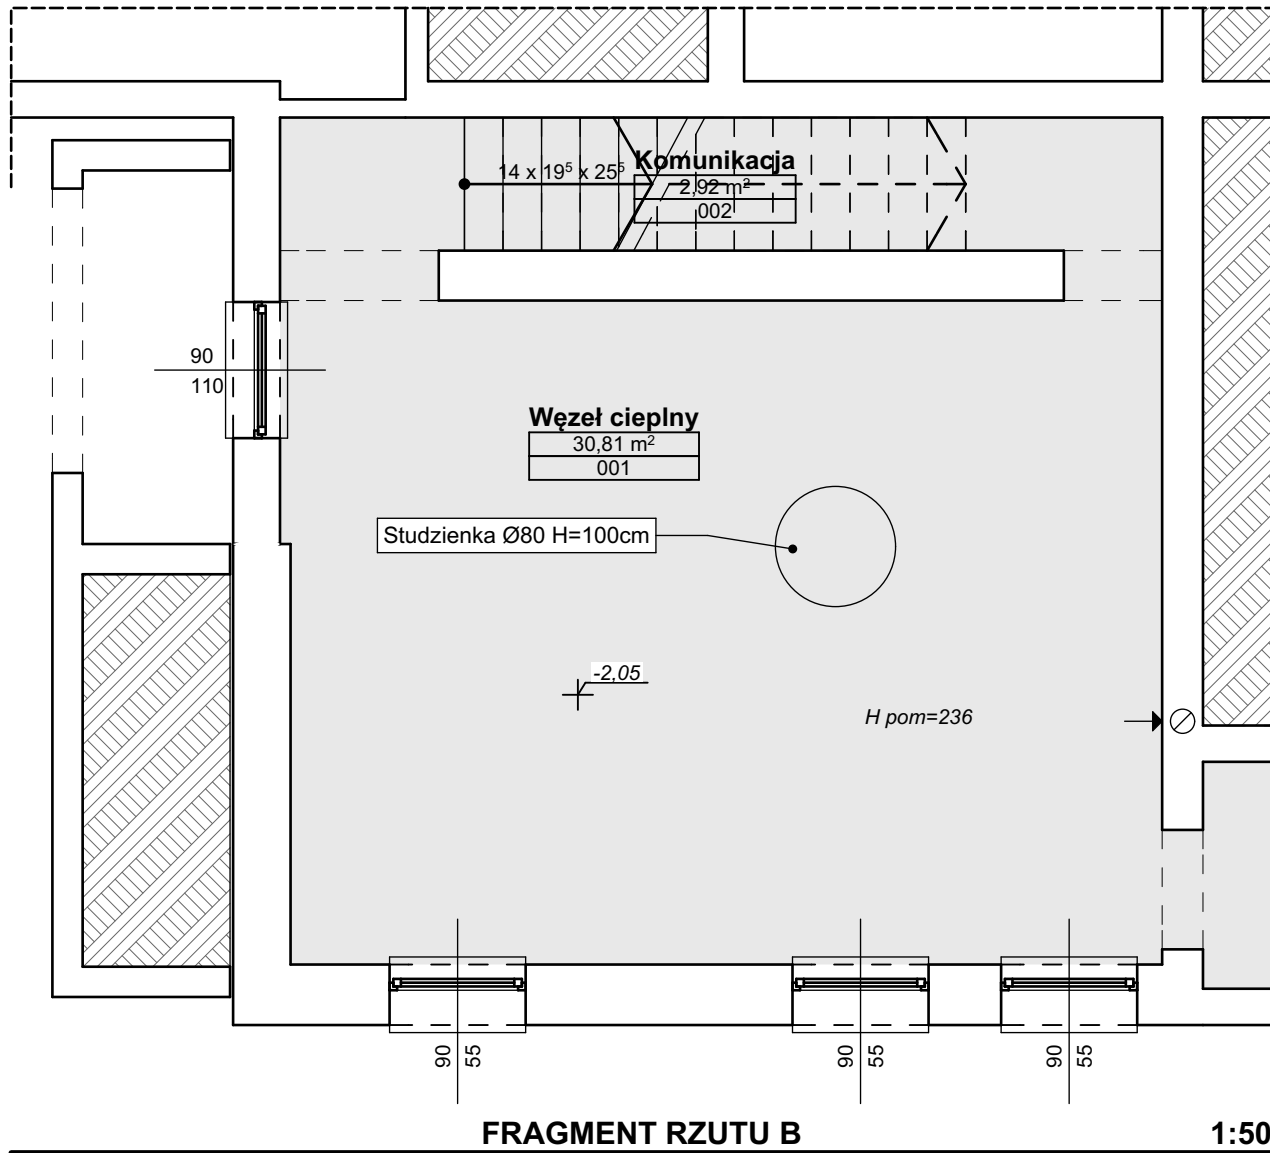 Komunikacja
14 x 19⁵ x 25⁵
2,92 m²
002
90
110
Węzeł cieplny
30,81 m²
001
Studzienka Ø80 H=100cm
-2,05
H pom=236
90
55
90
55
90
55
FRAGMENT RZUTU B
1:50